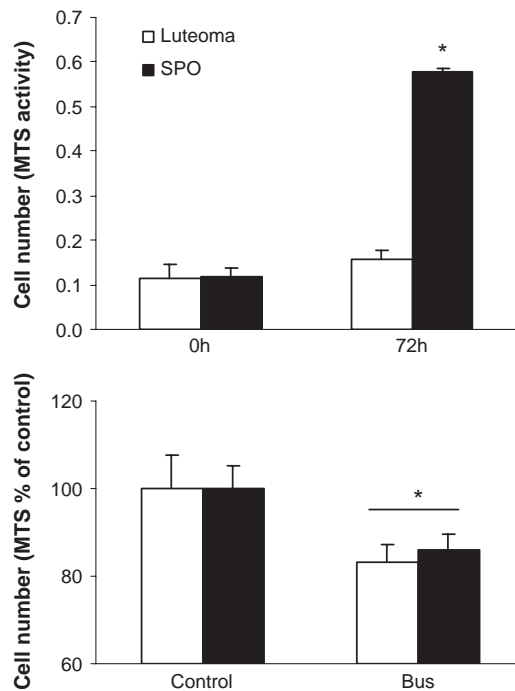 Cell number (MTS activity)
0.7
0.6
0.5
0.4
0.3
0.2
0.1
0.0
Luteoma
SPO
*
0h
72h
Cell number (MTS % of control)
120
100
80
60
*
Control
Bus